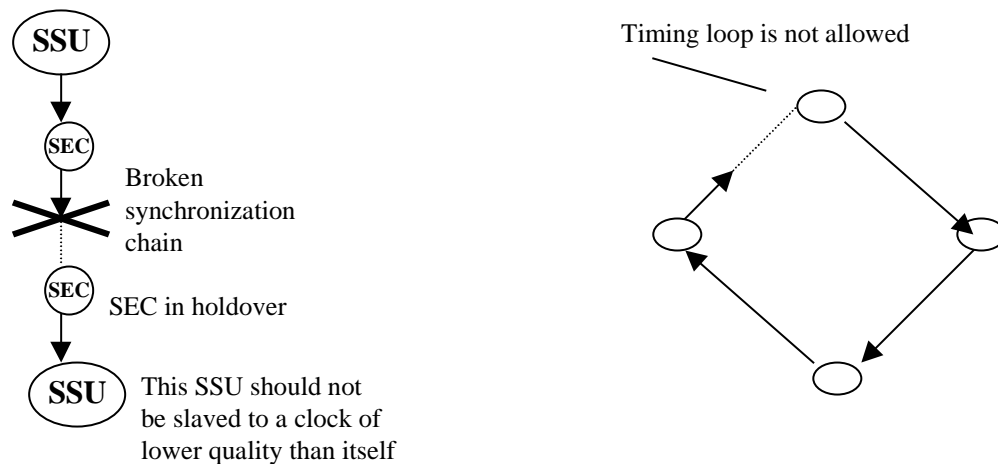 SSU
SEC
Broken
synchronization
chain
SEC
SEC in holdover
SSU
This SSU should not
be slaved to a clock of
lower quality than itself
Timing loop is not allowed